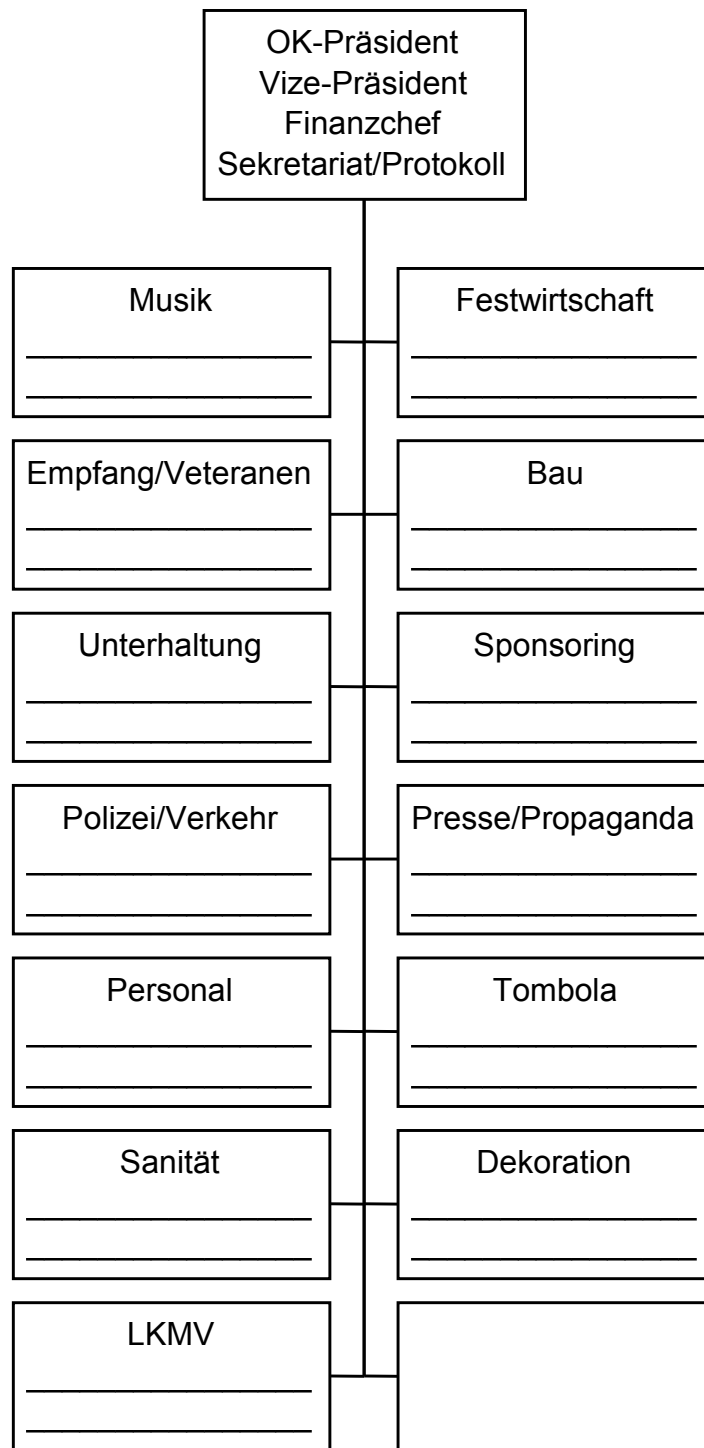 OK-Präsident
Vize-Präsident
Finanzchef
Sekretariat/Protokoll
Musik
Festwirtschaft
Empfang/Veteranen
Bau
Unterhaltung
Sponsoring
Polizei/Verkehr
Presse/Propaganda
Personal
Tombola
Sanität
Dekoration
LKMV